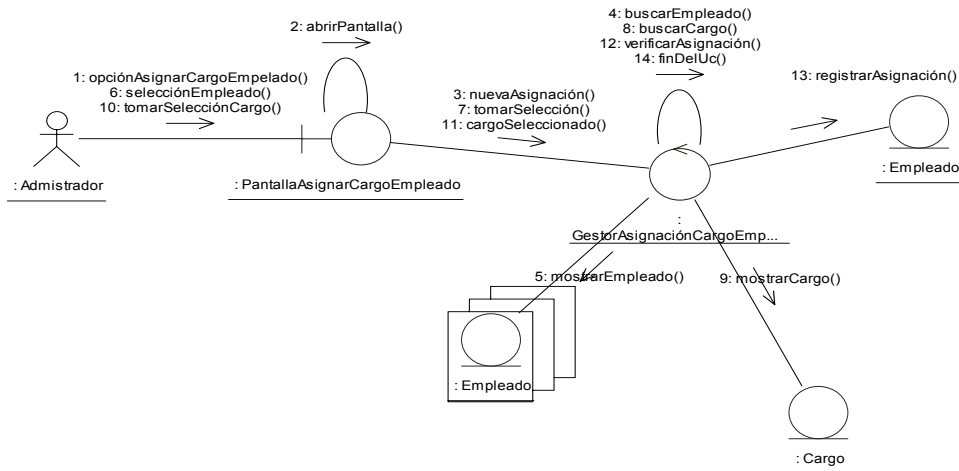 4: buscarEmpleado()
8: buscarCargo()
12: verificarAsignación()
14: finDelUc()
2: abrirPantalla()
1: opciónAsignarCargoEmpelado()
6: selecciónEmpleado()
10: tomarSelecciónCargo()
3: nuevaAsignación()
7: tomarSelección()
11: cargoSeleccionado()
13: registrarAsignación()
: Admistrador
: PantallaAsignarCargoEmpleado
: Empleado
:
GestorAsignaciónCargoEmp...
5: mostrarEmpleado()
9: mostrarCargo()
: Empleado
: Cargo